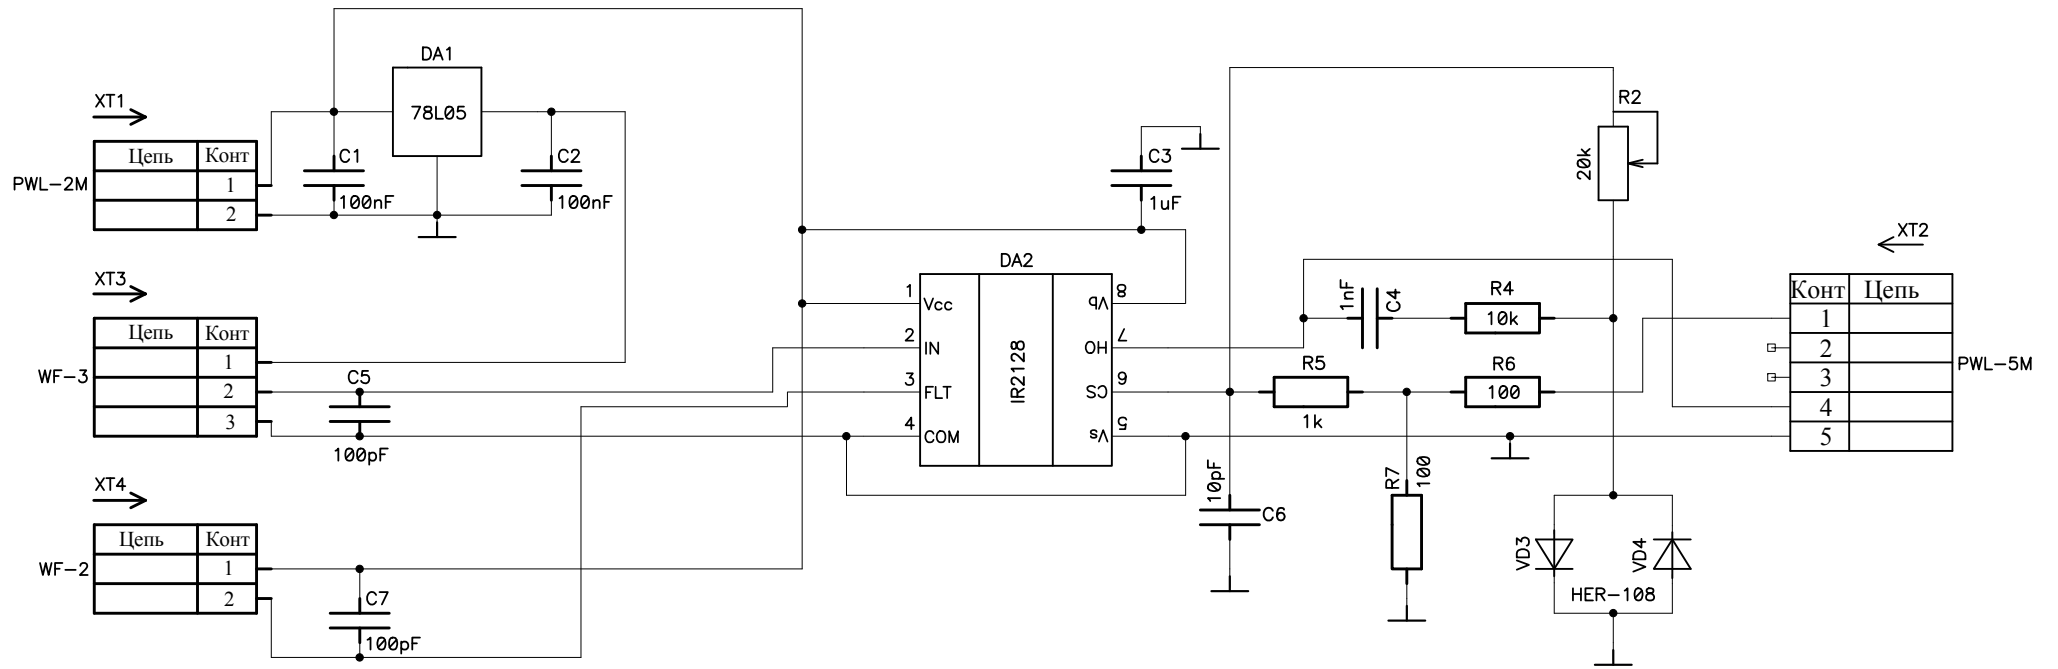 DA1
78L05
XT1
Цепь Конт
PWL-2M
1
2
C1
100nF
C2
100nF
C3
1uF
R2
20k
XT2
Конт Цепь
1
2
3
4
5
PWL-5M
XT3
Цепь Конт
WF-3
1
2
3
C5
100pF
DA2
IR2128
1 Vcc
2 IN
3 FLT
4 COM
8 Vb
7 HO
6 CS
5 Vs
1nF
C4
R4
10k
R5
1k
R6
100
R7
100
10pF
C6
VD3
VD4
HER-108
XT4
Цепь Конт
WF-2
1
2
C7
100pF